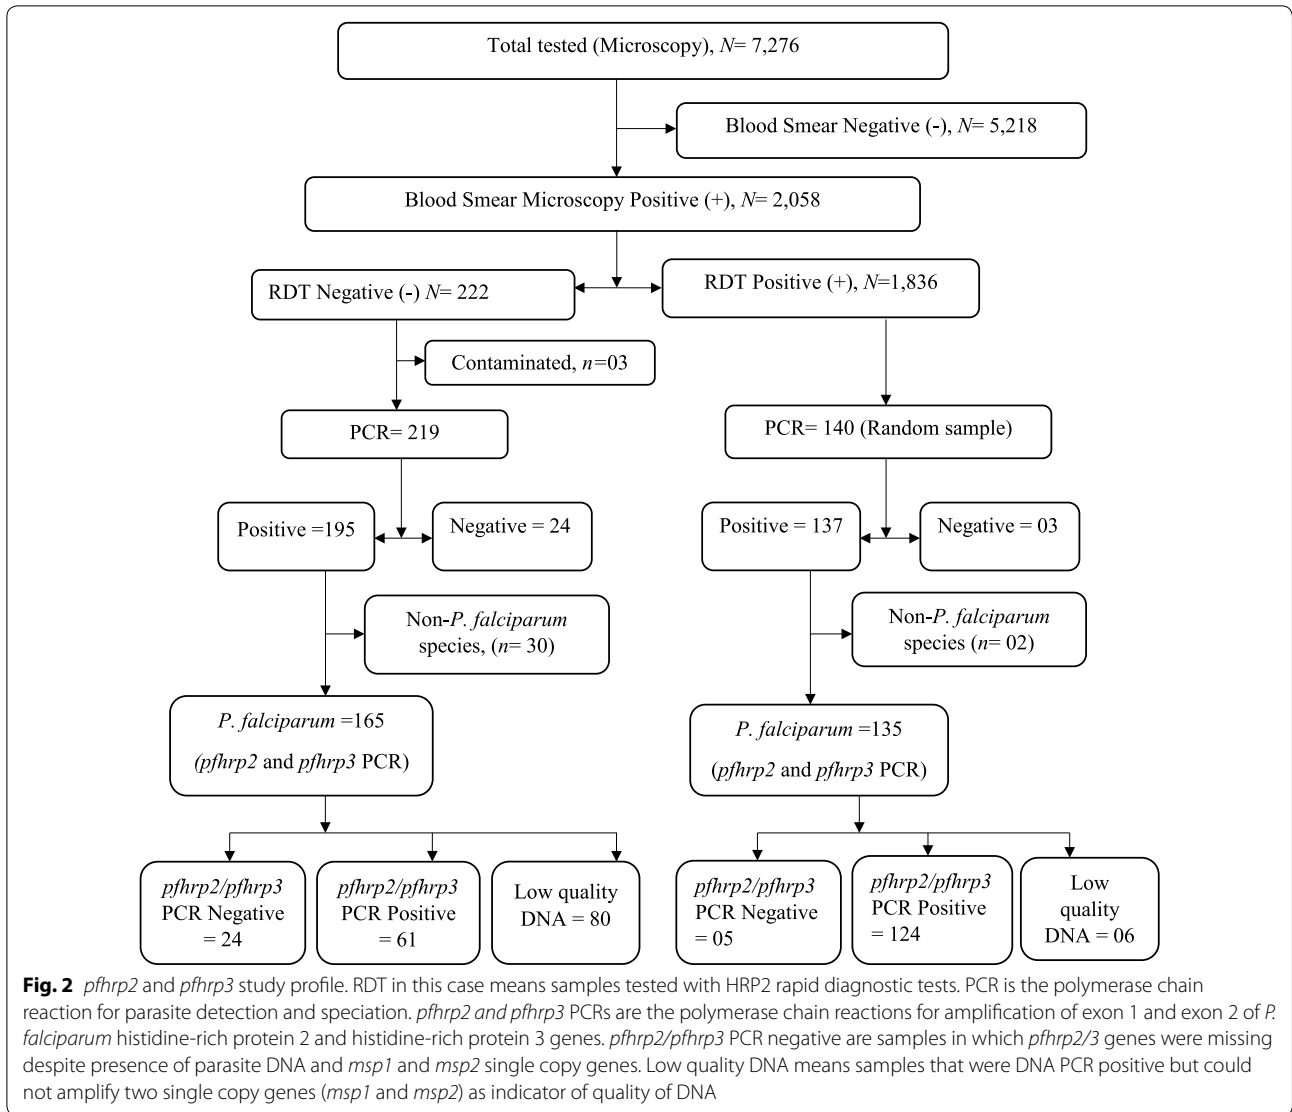 Total tested (Microscopy), N= 7,276
Blood Smear Negative (-), N= 5,218
Blood Smear Microscopy Positive (+), N= 2,058
RDT Negative (-) N= 222
RDT Positive (+), N=1,836
Contaminated, n=03
PCR= 219
PCR= 140 (Random sample)
Positive =195
Negative = 24
Positive = 137
Negative = 03
Non-P. falciparum
species, (n= 30)
Non-P. falciparum
species (n= 02)
P. falciparum =165
(pfhrp2 and pfhrp3 PCR)
P. falciparum =135
(pfhrp2 and pfhrp3 PCR)
pfhrp2/pfhrp3
PCR Negative
= 24
pfhrp2/pfhrp3
PCR Positive
= 61
Low quality
DNA = 80
pfhrp2/pfhrp3
PCR Negative
= 05
pfhrp2/pfhrp3
PCR Positive
= 124
Low
quality
DNA = 06
Fig. 2 pfhrp2 and pfhrp3 study profile. RDT in this case means samples tested with HRP2 rapid diagnostic tests. PCR is the polymerase chain
reaction for parasite detection and speciation. pfhrp2 and pfhrp3 PCRs are the polymerase chain reactions for amplification of exon 1 and exon 2 of P.
falciparum histidine-rich protein 2 and histidine-rich protein 3 genes. pfhrp2/pfhrp3 PCR negative are samples in which pfhrp2/3 genes were missing
despite presence of parasite DNA and msp1 and msp2 single copy genes. Low quality DNA means samples that were DNA PCR positive but could
not amplify two single copy genes (msp1 and msp2) as indicator of quality of DNA